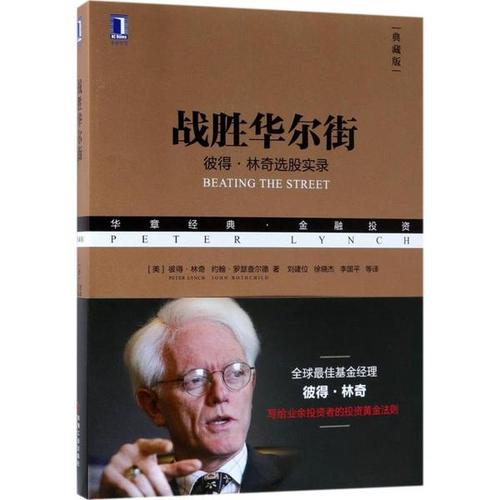 典藏版
战胜华尔街
彼得·林奇选股实录
BEATING THE STREET
华章经典·金融投资
PETER LYNCH
[美] 彼得·林奇 约翰·罗瑟查尔德 著 刘建位 徐晓杰 李国平 等译
PETER LYNCH JOHN ROTHCHILD
全球最佳基金经理
彼得·林奇
写给业余投资者的投资黄金法则
战胜华尔街